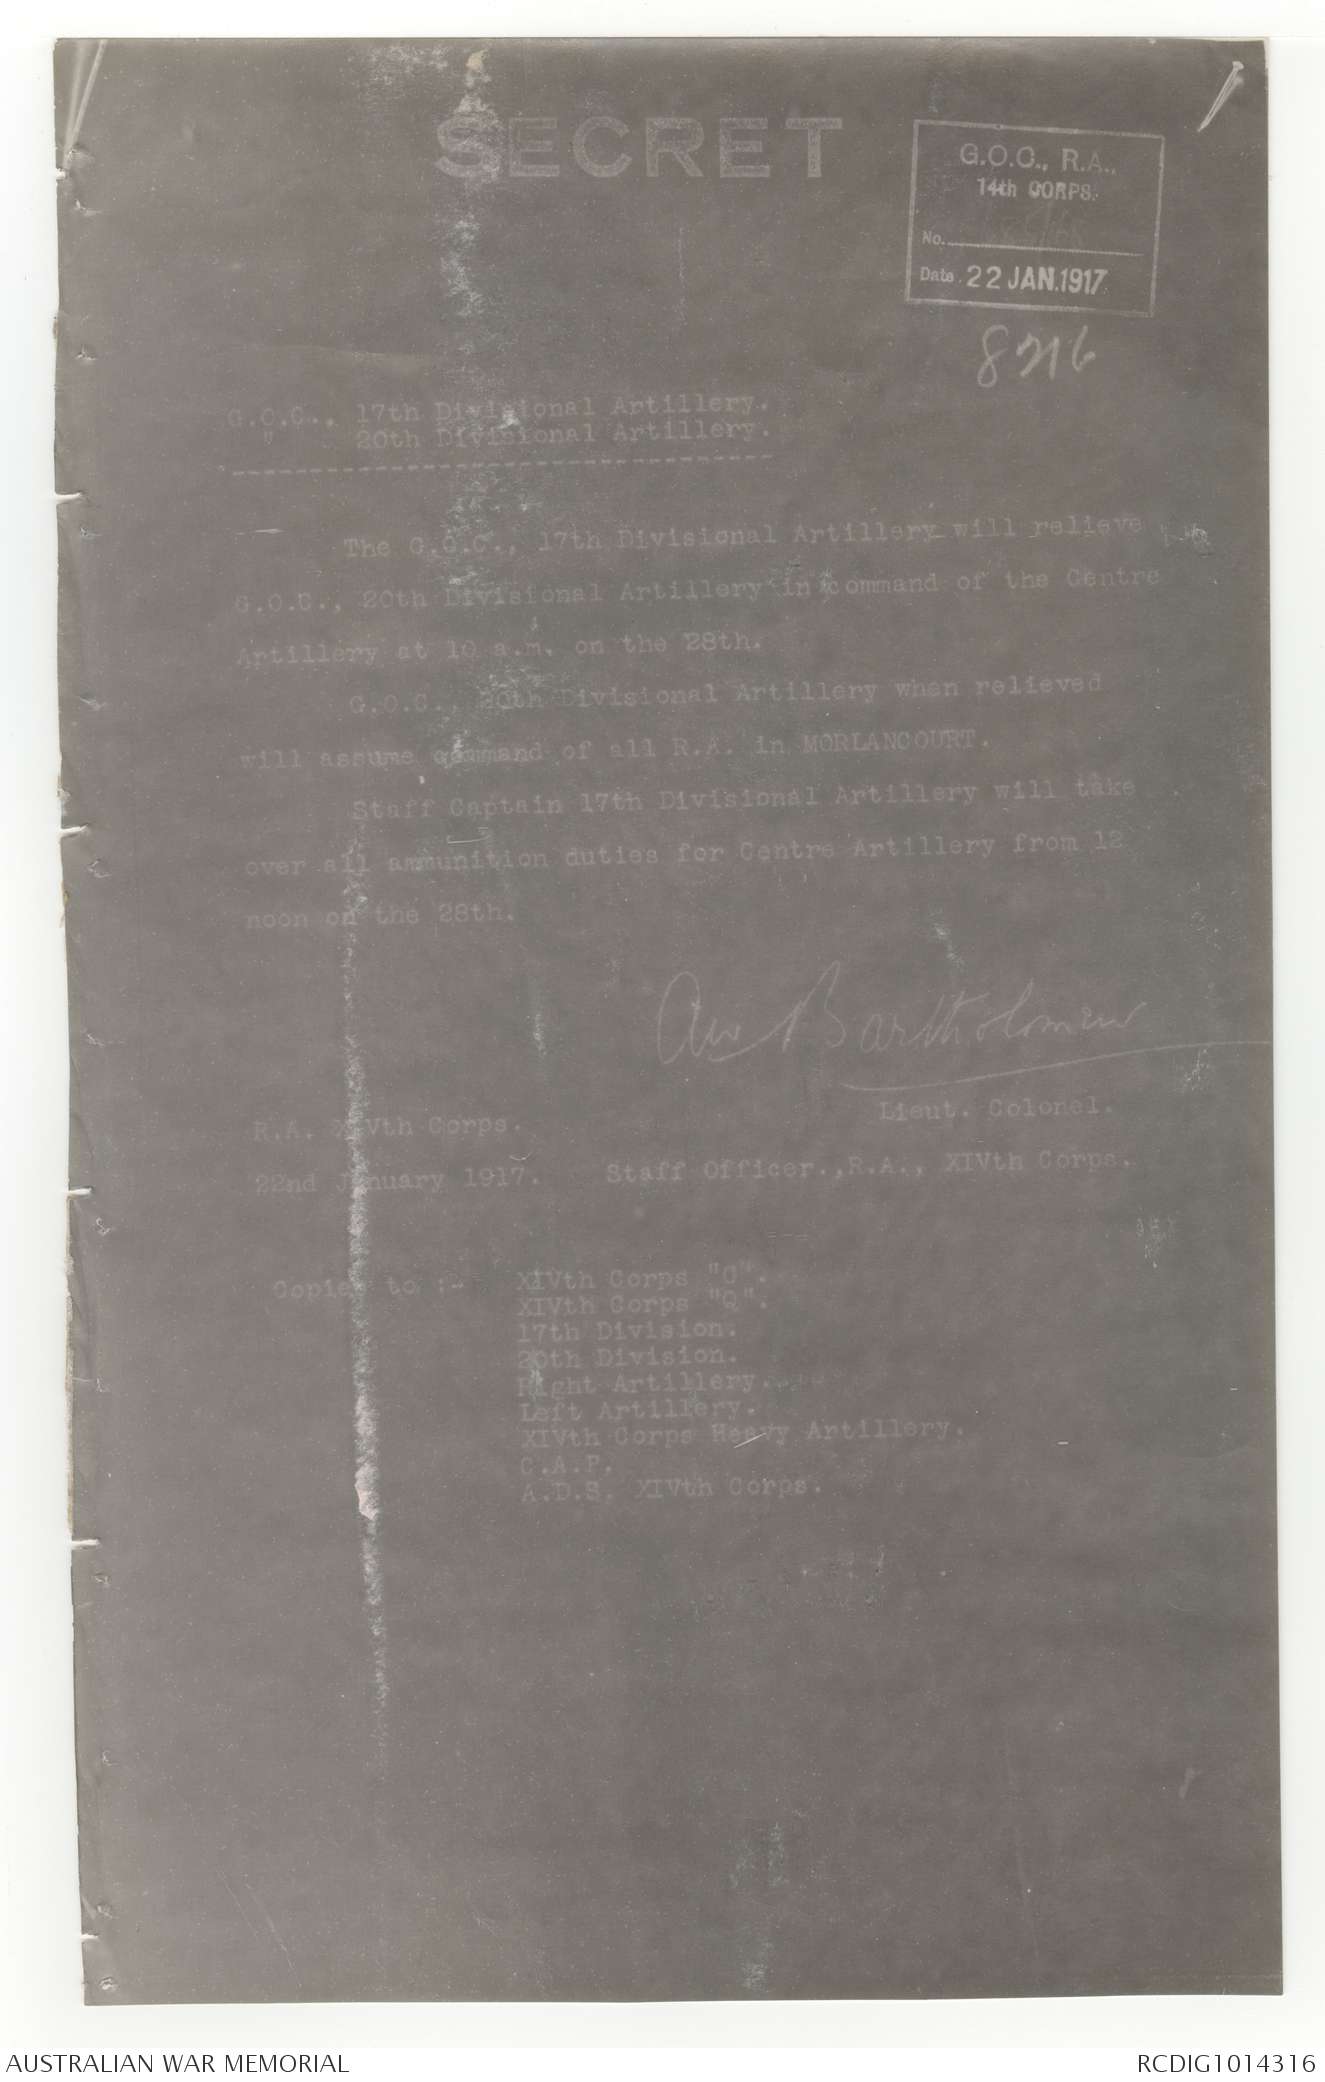 SECRET
G.O.C., R.A.,
14th CORPS.
No.
Date 22 JAN. 1917
8216
G.O.C., 17th Divisional Artillery.
" 20th Divisional Artillery.
The G.O.C., 17th Divisional Artillery will relieve
G.O.C., 20th Divisional Artillery in command of the Centre
Artillery at 10 a.m. on the 28th.
G.O.C., 20th Divisional Artillery when relieved
will assume command of all R.A. in MORLANCOURT.
Staff Captain 17th Divisional Artillery will take
over all ammunition duties for Centre Artillery from 12
noon on the 28th.
Aw Bartholomew
Lieut. Colonel.
R.A. XIVth Corps.
22nd January 1917. Staff Officer.,R.A., XIVth Corps.
Copies to :- XIVth Corps "G".
XIVth Corps "Q".
17th Division.
20th Division.
Right Artillery.
Left Artillery.
XIVth Corps Heavy Artillery.
C.A.P.
A.D.S. XIVth Corps.
AUSTRALIAN WAR MEMORIAL
RCDIG1014316